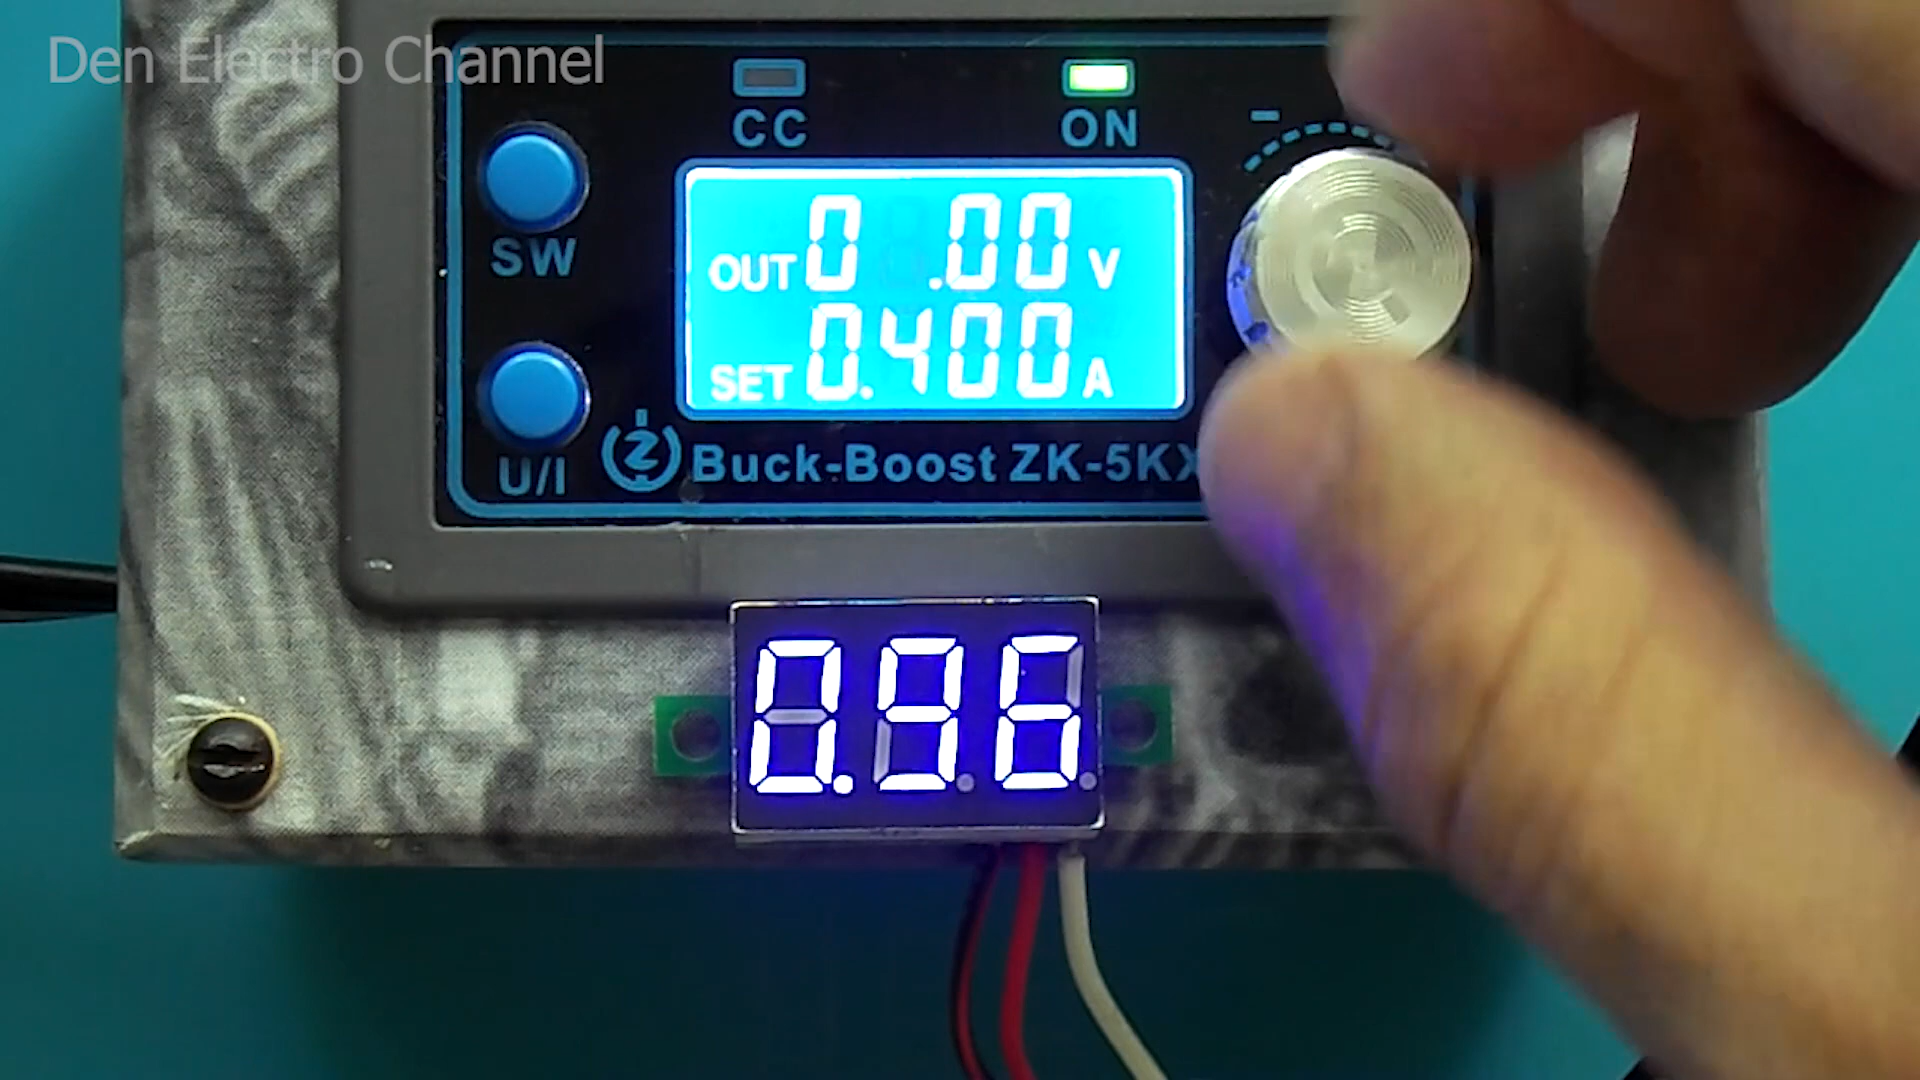 Den Electro Channel
CC
ON
SW
OUT 0.00 V
SET 0.400 A
U/I
Buck-Boost ZK-5KX
0.96